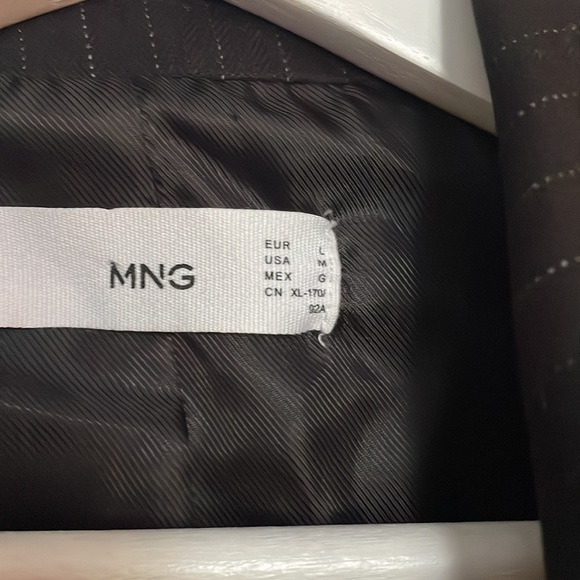 MNG
EUR L
USA M
MEX G
CN XL-170/
92A